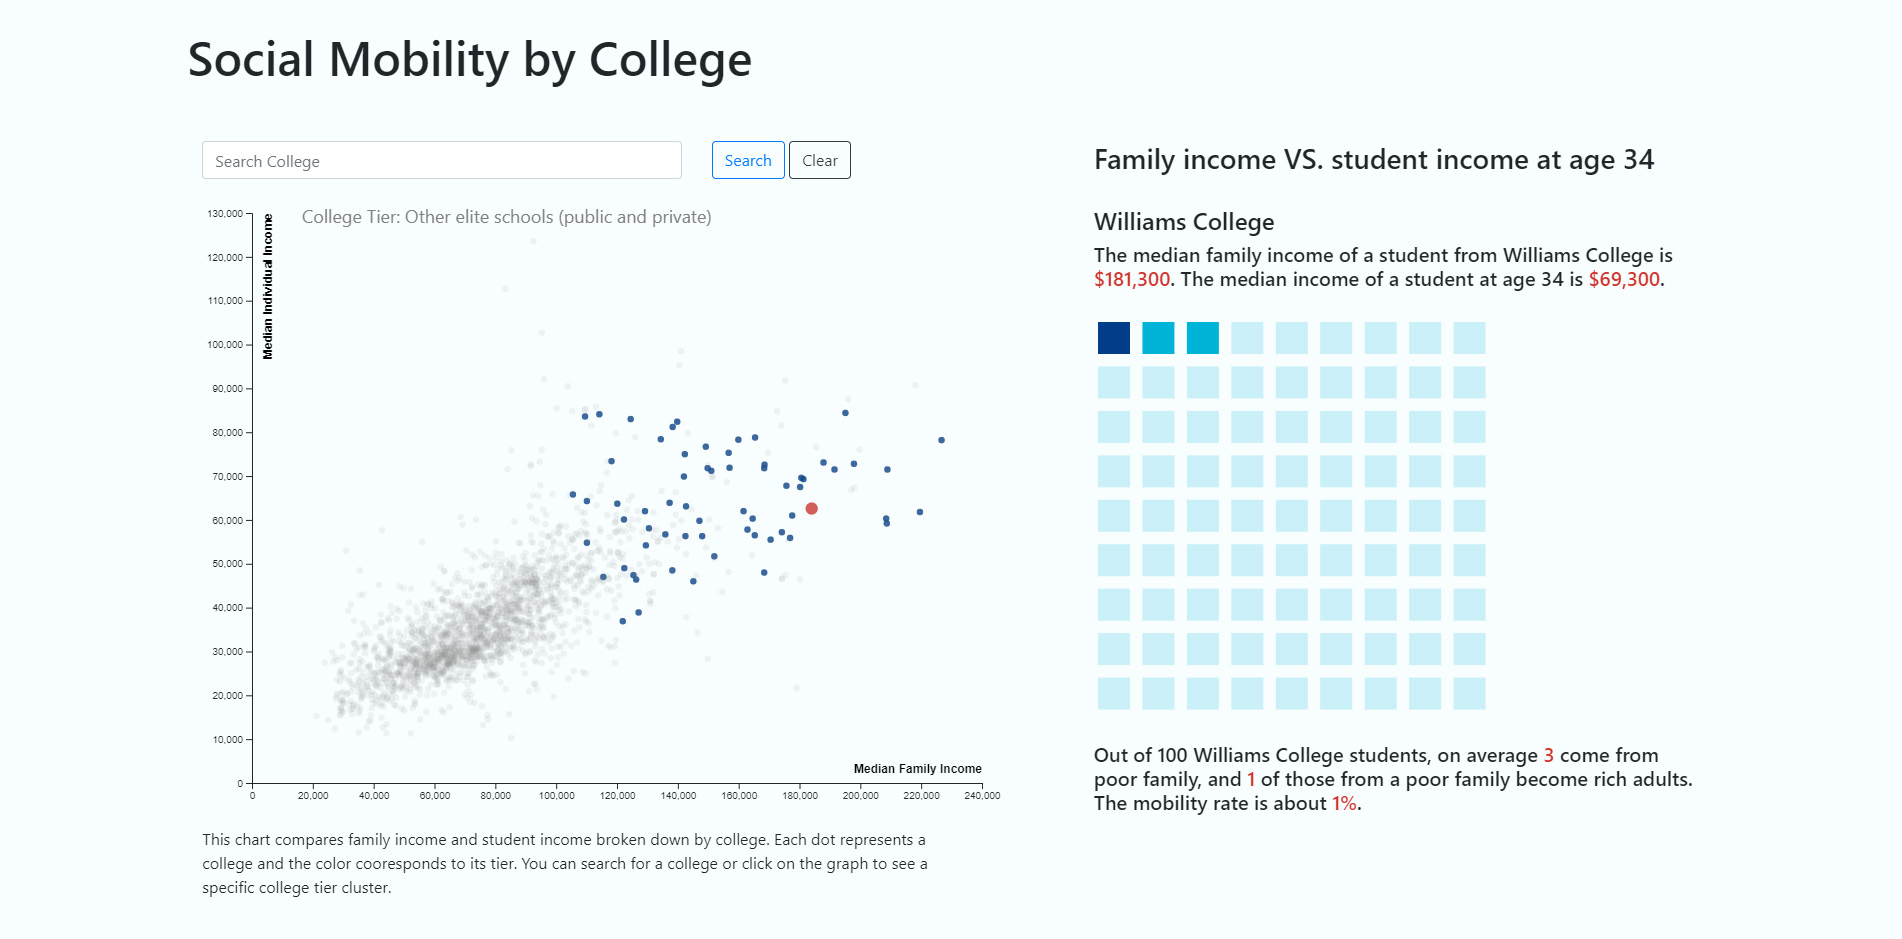 Social Mobility by College
Search College
Search
Clear
College Tier: Other elite schools (public and private)
Median Individual Income
130,000
120,000
110,000
100,000
90,000
80,000
70,000
60,000
50,000
40,000
30,000
20,000
10,000
0
Median Family Income
0 20,000 40,000 60,000 80,000 100,000 120,000 140,000 160,000 180,000 200,000 220,000 240,000
This chart compares family income and student income broken down by college. Each dot represents a
college and the color cooresponds to its tier. You can search for a college or click on the graph to see a
specific college tier cluster.
Family income VS. student income at age 34
Williams College
The median family income of a student from Williams College is
$181,300. The median income of a student at age 34 is $69,300.
Out of 100 Williams College students, on average 3 come from
poor family, and 1 of those from a poor family become rich adults.
The mobility rate is about 1%.